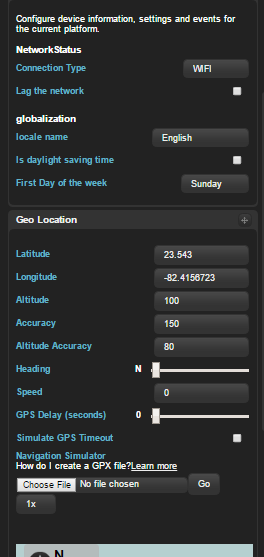 Configure device information, settings and events for
the current platform.
NetworkStatus
Connection Type WIFI
Lag the network
globalization
locale name English
Is daylight saving time
First Day of the week Sunday
Geo Location +
Latitude 23.543
Longitude -82.4156723
Altitude 100
Accuracy 150
Altitude Accuracy 80
Heading N
Speed 0
GPS Delay (seconds) 0
Simulate GPS Timeout
Navigation Simulator
How do I create a GPX file?Learn more
Choose File No file chosen Go
1x
N